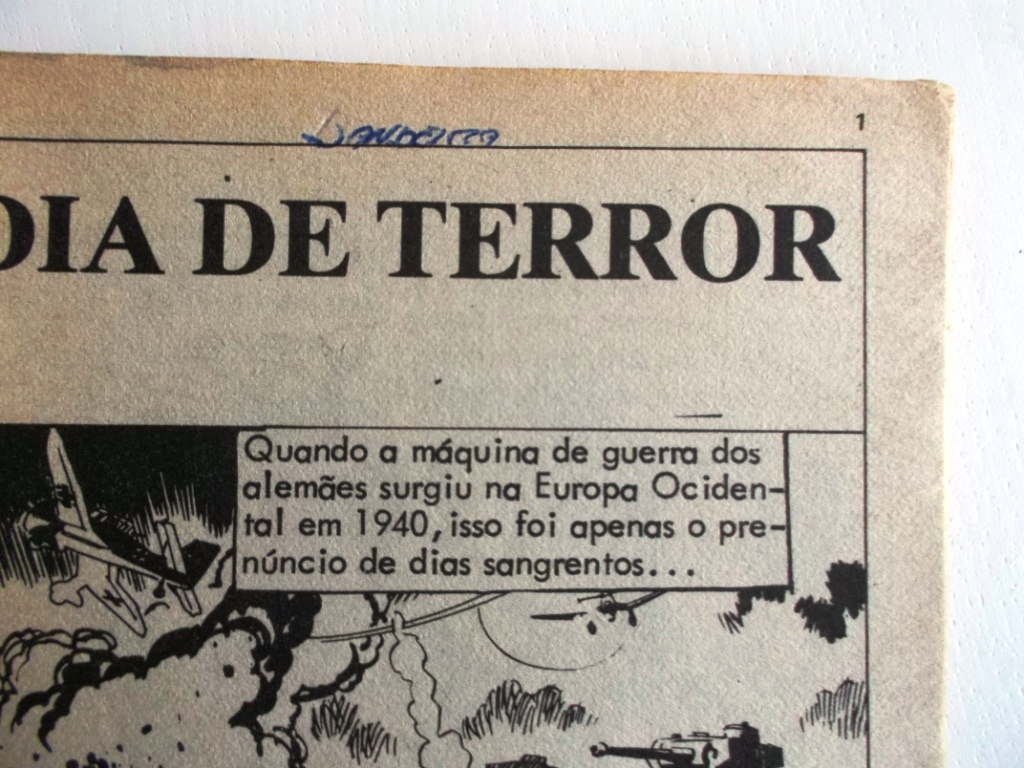 1
DIA DE TERROR
Quando a máquina de guerra dos
alemães surgiu na Europa Ociden-
tal em 1940, isso foi apenas o pre-
núncio de dias sangrentos...